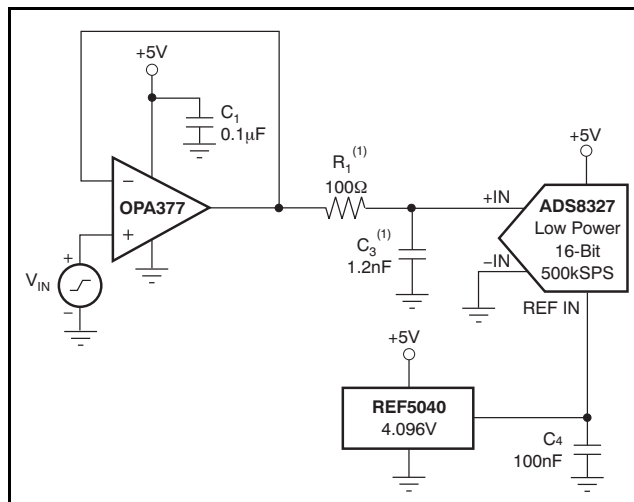 +5V
C1
0.1μF
R1(1)
100Ω
+5V
−
OPA377
+
+IN
ADS8327
Low Power
16-Bit
500kSPS
C3(1)
1.2nF
−IN
+
VIN
−
REF IN
+5V
REF5040
4.096V
C4
100nF